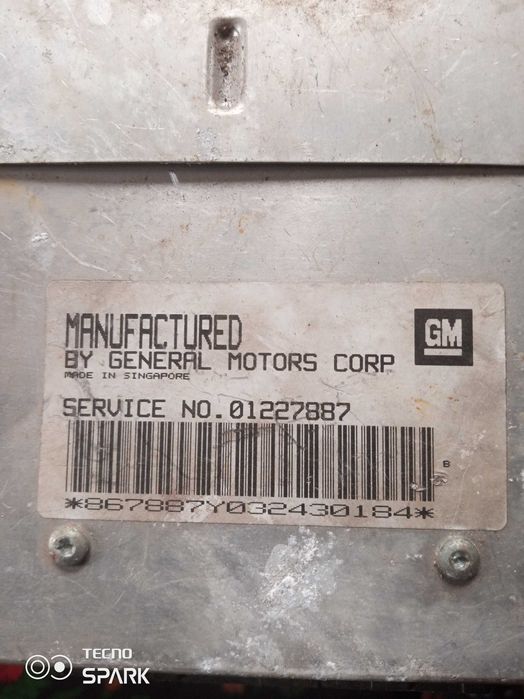 MANUFACTURED
GM
BY GENERAL MOTORS CORP
MADE IN SINGAPORE
SERVICE NO.01227887
B
*867887Y032430184*
TECNO
SPARK